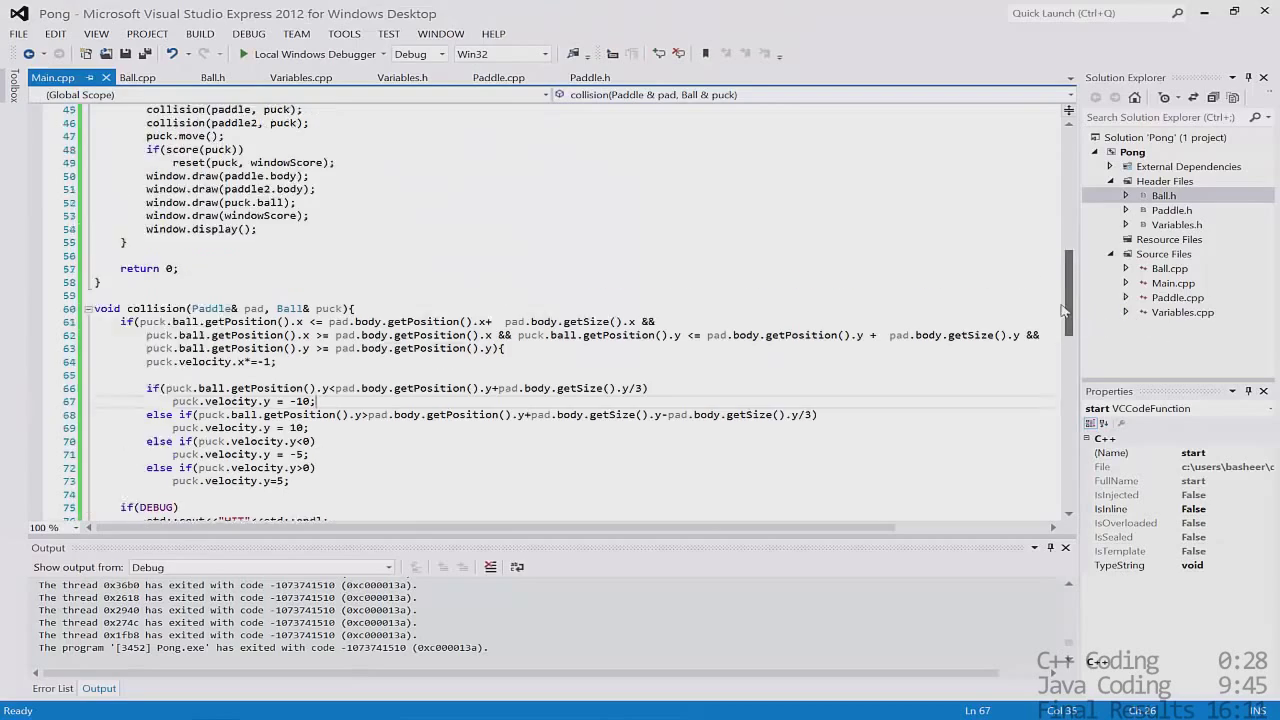 Pong - Microsoft Visual Studio Express 2012 for Windows Desktop
Quick Launch (Ctrl+Q)
FILE EDIT VIEW PROJECT BUILD DEBUG TEAM TOOLS TEST WINDOW HELP
Local Windows Debugger Debug Win32
Toolbox
Main.cpp Ball.cpp Ball.h Variables.cpp Variables.h Paddle.cpp Paddle.h
(Global Scope) collision(Paddle & pad, Ball & puck)
45 collision(paddle, puck);
46 collision(paddle2, puck);
47 puck.move();
48 if(score(puck))
49 reset(puck, windowScore);
50 window.draw(paddle.body);
51 window.draw(paddle2.body);
52 window.draw(puck.ball);
53 window.draw(windowScore);
54 window.display();
55 }
56
57 return 0;
58 }
59
60 void collision(Paddle& pad, Ball& puck){
61 if(puck.ball.getPosition().x <= pad.body.getPosition().x+ pad.body.getSize().x &&
62 puck.ball.getPosition().x >= pad.body.getPosition().x && puck.ball.getPosition().y <= pad.body.getPosition().y + pad.body.getSize().y &&
63 puck.ball.getPosition().y >= pad.body.getPosition().y){
64 puck.velocity.x*=-1;
65
66 if(puck.ball.getPosition().y<pad.body.getPosition().y+pad.body.getSize().y/3)
67 puck.velocity.y = -10;
68 else if(puck.ball.getPosition().y>pad.body.getPosition().y+pad.body.getSize().y-pad.body.getSize().y/3)
69 puck.velocity.y = 10;
70 else if(puck.velocity.y<0)
71 puck.velocity.y = -5;
72 else if(puck.velocity.y>0)
73 puck.velocity.y=5;
74
75 if(DEBUG)
76 std::cout<<"HIT"<<std::endl;
100 %
Solution Explorer
Search Solution Explorer (Ctrl+;)
Solution 'Pong' (1 project)
Pong
External Dependencies
Header Files
Ball.h
Paddle.h
Variables.h
Resource Files
Source Files
Ball.cpp
Main.cpp
Paddle.cpp
Variables.cpp
Properties
start VCCodeFunction
C++
(Name) start
File c:\users\basheer\c
FullName start
IsInjected False
IsInline False
IsOverloaded False
IsSealed False
IsTemplate False
TypeString void
C++
Output
Show output from: Debug
The thread 0x36b0 has exited with code -1073741510 (0xc000013a).
The thread 0x2618 has exited with code -1073741510 (0xc000013a).
The thread 0x2940 has exited with code -1073741510 (0xc000013a).
The thread 0x274c has exited with code -1073741510 (0xc000013a).
The thread 0x1fb8 has exited with code -1073741510 (0xc000013a).
The program '[3452] Pong.exe' has exited with code -1073741510 (0xc000013a).
Error List Output
C++ Coding 0:28
Java Coding 9:45
Final Results 16:11
Ready Ln 67 Col 35 Ch 26 INS